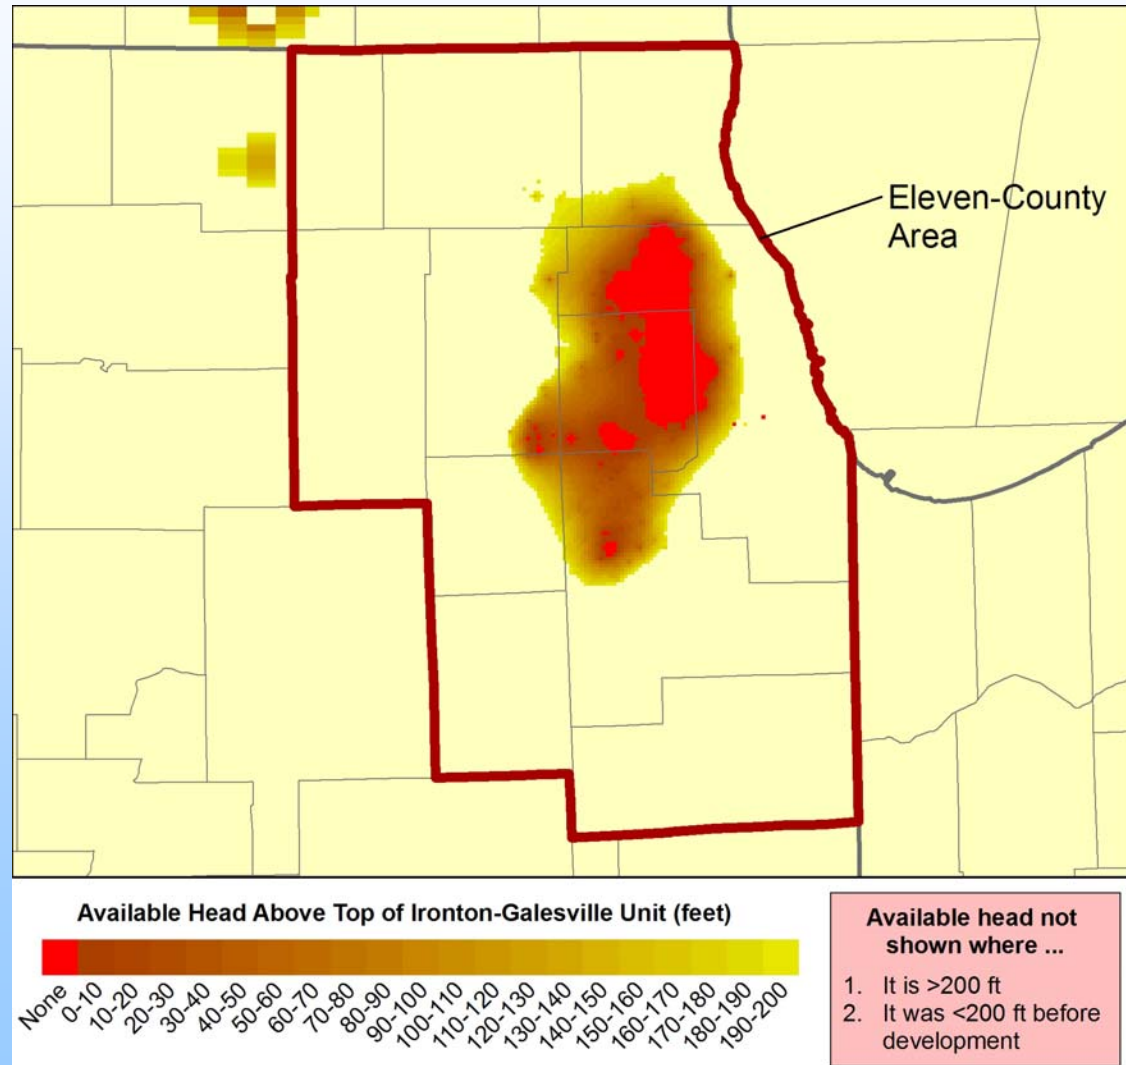 Eleven-County
Area
Available Head Above Top of Ironton-Galesville Unit (feet)
None
0-10
10-20
20-30
30-40
40-50
50-60
60-70
70-80
80-90
90-100
100-110
110-120
120-130
130-140
140-150
150-160
160-170
170-180
180-190
190-200
Available head not
shown where ...
1. It is >200 ft
2. It was <200 ft before
development